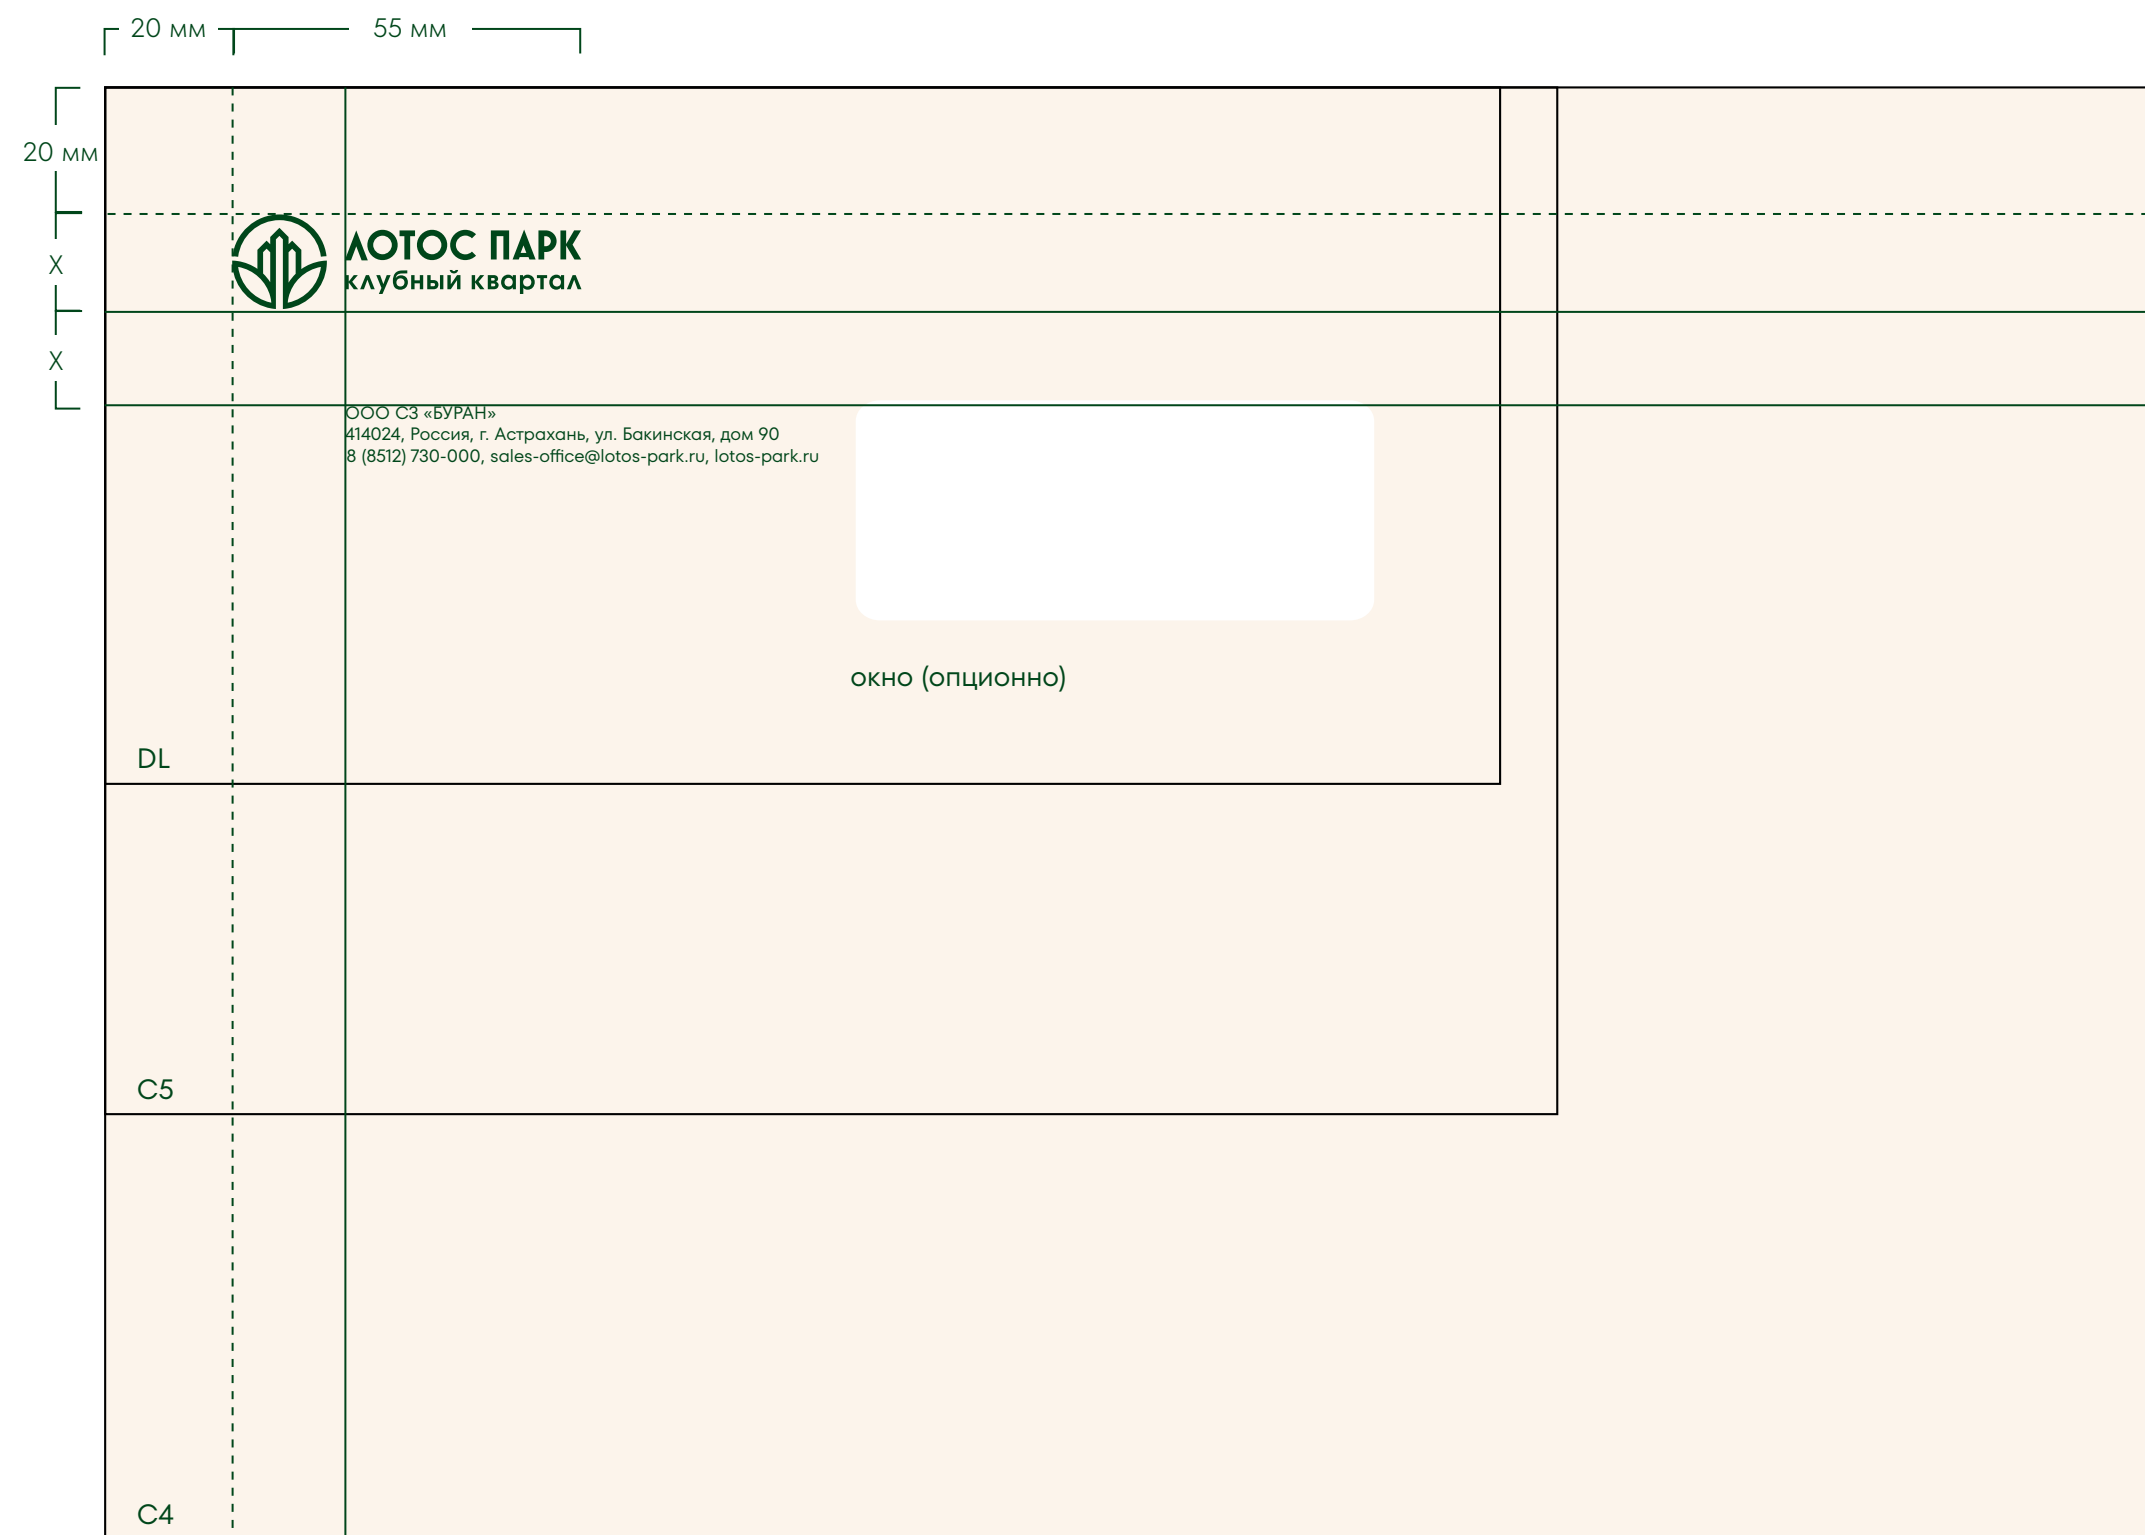 20 мм
55 мм
20 мм
X
X
ЛОТОС ПАРК
клубный квартал
ООО СЗ «БУРАН»
414024, Россия, г. Астрахань, ул. Бакинская, дом 90
8 (8512) 730-000, sales-office@lotos-park.ru, lotos-park.ru
окно (опционно)
DL
C5
C4